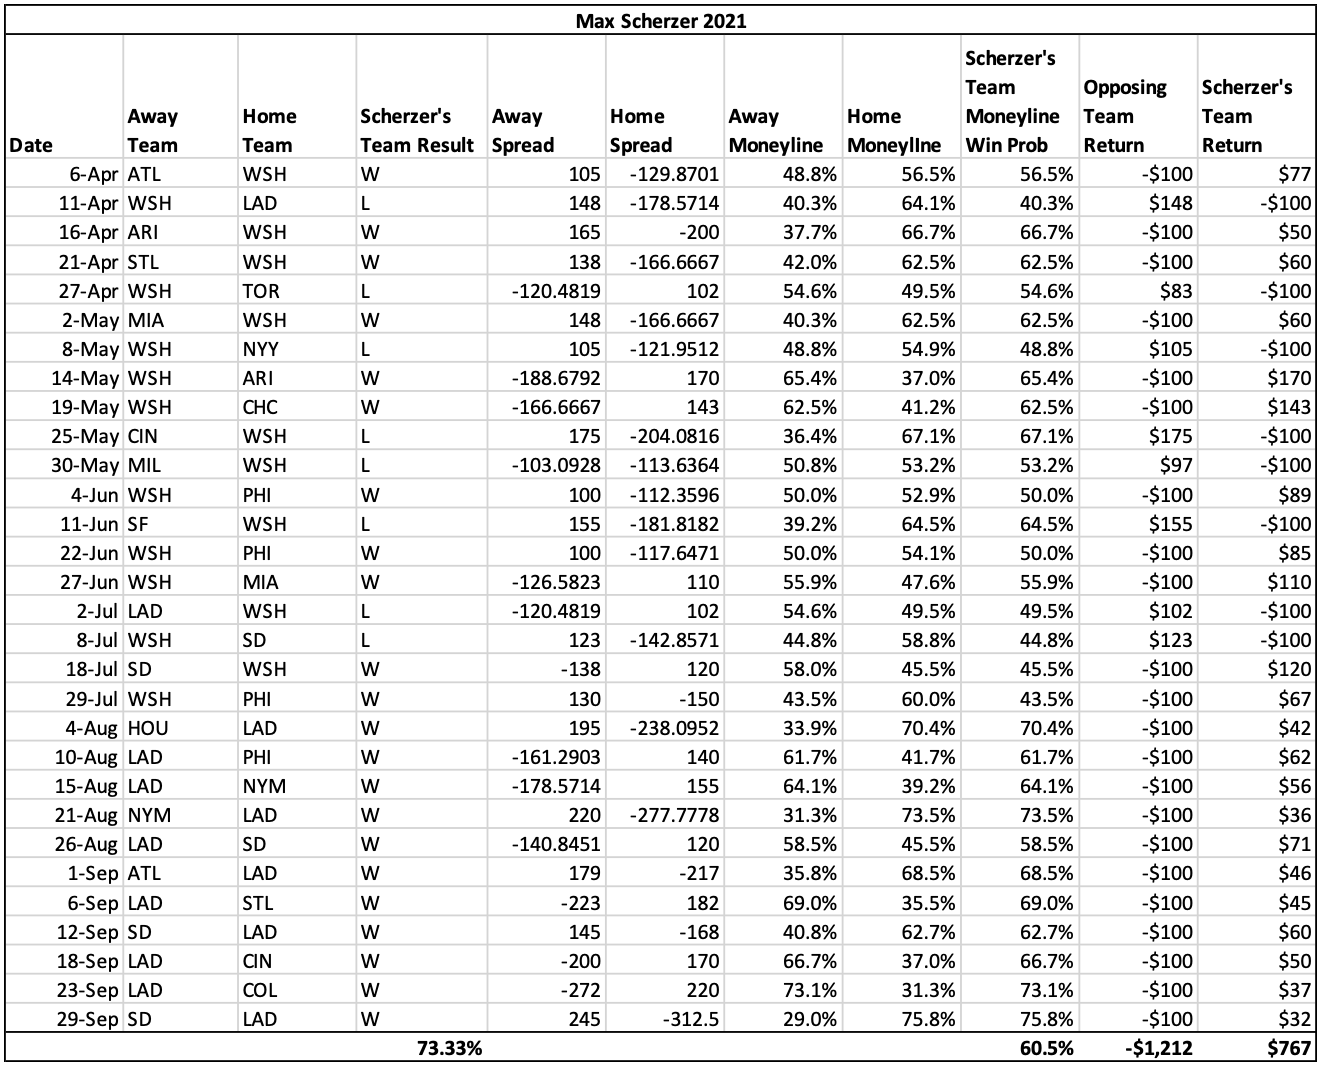 Max Scherzer 2021
Scherzer's
Team Opposing Scherzer's
Away Home Scherzer's Away Home Away Home Moneyline Team Team
Date Team Team Team Result Spread Spread Moneyline MoneylIne Win Prob Return Return
6-Apr ATL WSH W 105 -129.8701 48.8% 56.5% 56.5% -$100 $77
11-Apr WSH LAD L 148 -178.5714 40.3% 64.1% 40.3% $148 -$100
16-Apr ARI WSH W 165 -200 37.7% 66.7% 66.7% -$100 $50
21-Apr STL WSH W 138 -166.6667 42.0% 62.5% 62.5% -$100 $60
27-Apr WSH TOR L -120.4819 102 54.6% 49.5% 54.6% $83 -$100
2-May MIA WSH W 148 -166.6667 40.3% 62.5% 62.5% -$100 $60
8-May WSH NYY L 105 -121.9512 48.8% 54.9% 48.8% $105 -$100
14-May WSH ARI W -188.6792 170 65.4% 37.0% 65.4% -$100 $170
19-May WSH CHC W -166.6667 143 62.5% 41.2% 62.5% -$100 $143
25-May CIN WSH L 175 -204.0816 36.4% 67.1% 67.1% $175 -$100
30-May MIL WSH L -103.0928 -113.6364 50.8% 53.2% 53.2% $97 -$100
4-Jun WSH PHI W 100 -112.3596 50.0% 52.9% 50.0% -$100 $89
11-Jun SF WSH L 155 -181.8182 39.2% 64.5% 64.5% $155 -$100
22-Jun WSH PHI W 100 -117.6471 50.0% 54.1% 50.0% -$100 $85
27-Jun WSH MIA W -126.5823 110 55.9% 47.6% 55.9% -$100 $110
2-Jul LAD WSH L -120.4819 102 54.6% 49.5% 49.5% $102 -$100
8-Jul WSH SD L 123 -142.8571 44.8% 58.8% 44.8% $123 -$100
18-Jul SD WSH W -138 120 58.0% 45.5% 45.5% -$100 $120
29-Jul WSH PHI W 130 -150 43.5% 60.0% 43.5% -$100 $67
4-Aug HOU LAD W 195 -238.0952 33.9% 70.4% 70.4% -$100 $42
10-Aug LAD PHI W -161.2903 140 61.7% 41.7% 61.7% -$100 $62
15-Aug LAD NYM W -178.5714 155 64.1% 39.2% 64.1% -$100 $56
21-Aug NYM LAD W 220 -277.7778 31.3% 73.5% 73.5% -$100 $36
26-Aug LAD SD W -140.8451 120 58.5% 45.5% 58.5% -$100 $71
1-Sep ATL LAD W 179 -217 35.8% 68.5% 68.5% -$100 $46
6-Sep LAD STL W -223 182 69.0% 35.5% 69.0% -$100 $45
12-Sep SD LAD W 145 -168 40.8% 62.7% 62.7% -$100 $60
18-Sep LAD CIN W -200 170 66.7% 37.0% 66.7% -$100 $50
23-Sep LAD COL W -272 220 73.1% 31.3% 73.1% -$100 $37
29-Sep SD LAD W 245 -312.5 29.0% 75.8% 75.8% -$100 $32
73.33% 60.5% -$1,212 $767